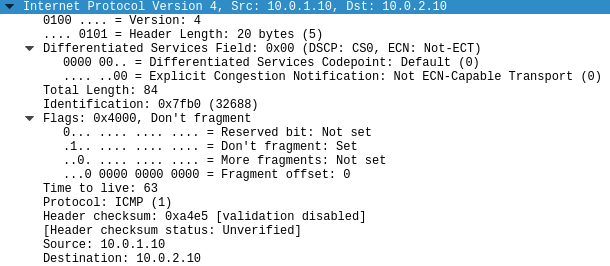 Internet Protocol Version 4, Src: 10.0.1.10, Dst: 10.0.2.10
0100 .... = Version: 4
.... 0101 = Header Length: 20 bytes (5)
Differentiated Services Field: 0x00 (DSCP: CS0, ECN: Not-ECT)
0000 00.. = Differentiated Services Codepoint: Default (0)
.... ..00 = Explicit Congestion Notification: Not ECN-Capable Transport (0)
Total Length: 84
Identification: 0x7fb0 (32688)
Flags: 0x4000, Don't fragment
0... .... .... .... = Reserved bit: Not set
.1.. .... .... .... = Don't fragment: Set
..0. .... .... .... = More fragments: Not set
...0 0000 0000 0000 = Fragment offset: 0
Time to live: 63
Protocol: ICMP (1)
Header checksum: 0xa4e5 [validation disabled]
[Header checksum status: Unverified]
Source: 10.0.1.10
Destination: 10.0.2.10